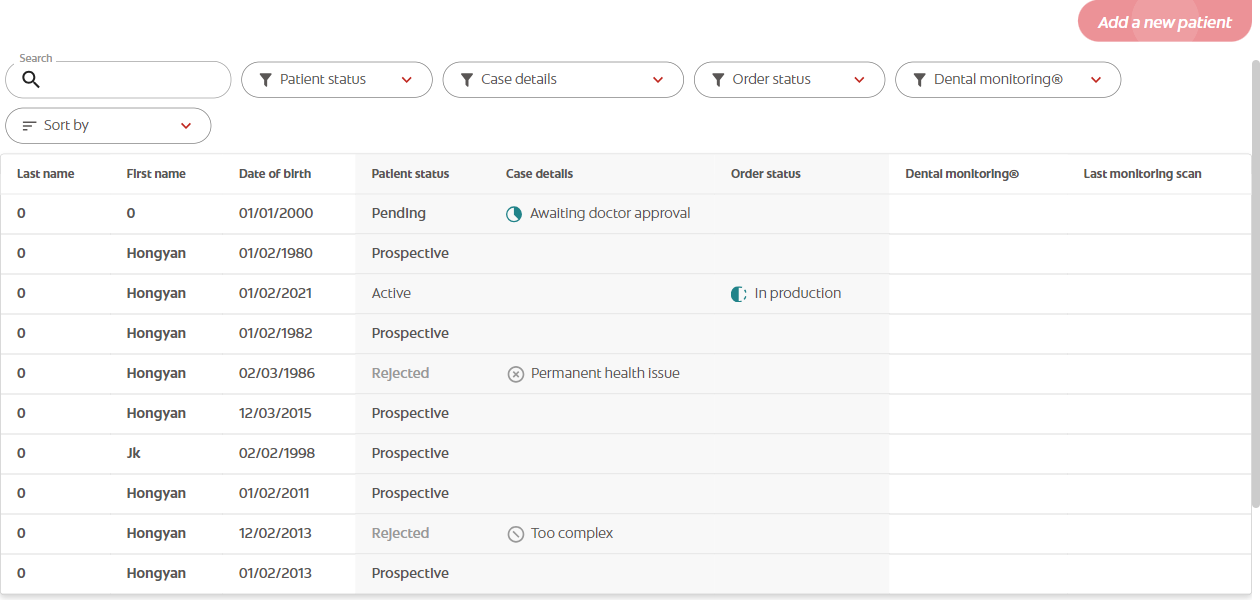 Add a new patient
Search
Patient status Case details Order status Dental monitoring®
Sort by
Last name First name Date of birth Patient status Case details Order status Dental monitoring® Last monitoring scan
0 0 01/01/2000 Pending Awaiting doctor approval
0 Hongyan 01/02/1980 Prospective
0 Hongyan 01/02/2021 Active In production
0 Hongyan 01/02/1982 Prospective
0 Hongyan 02/03/1986 Rejected Permanent health issue
0 Hongyan 12/03/2015 Prospective
0 Jk 02/02/1998 Prospective
0 Hongyan 01/02/2011 Prospective
0 Hongyan 12/02/2013 Rejected Too complex
0 Hongyan 01/02/2013 Prospective